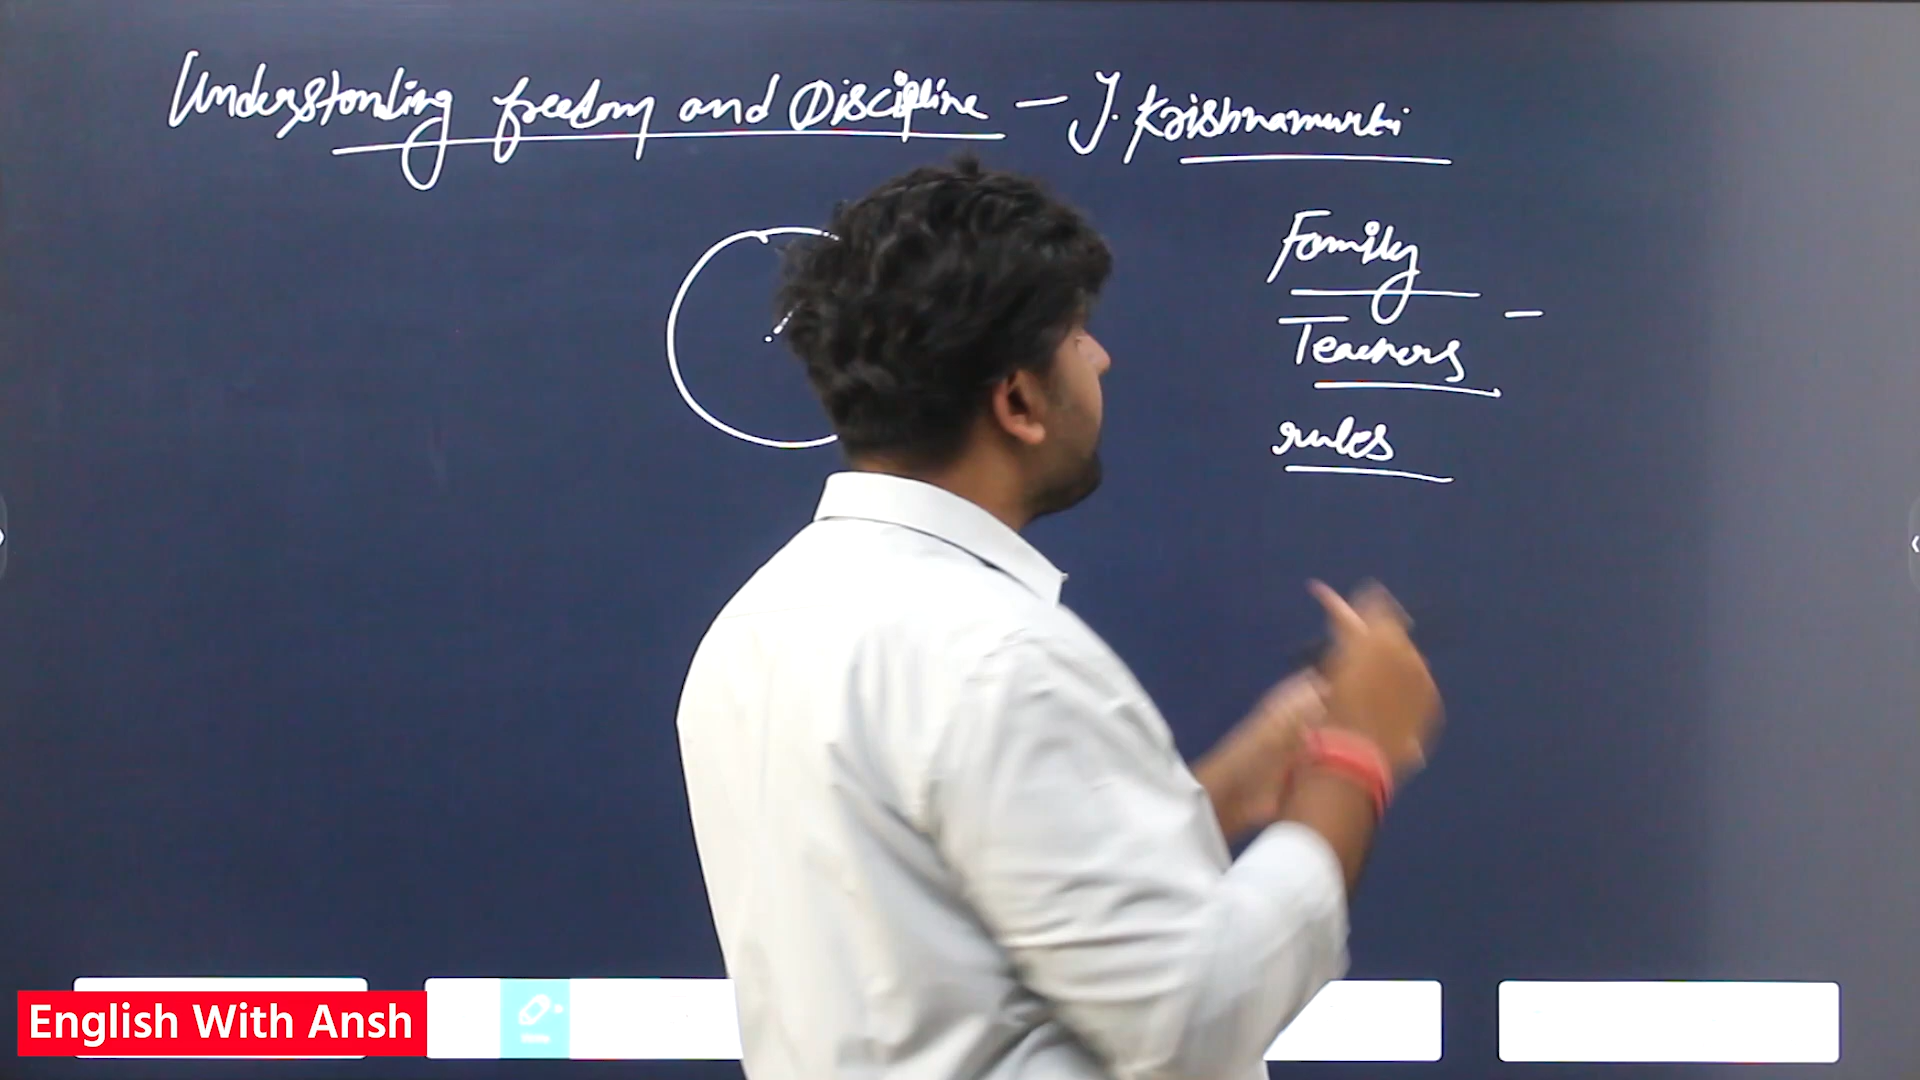 Understanding freedom and Discipline — J. Krishnamurti
Family
Teachers
rules
English With Ansh